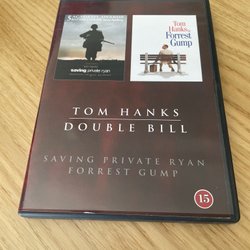 saving private ryan
Tom
Hanks
Forrest
Gump
TOM HANKS
DOUBLE BILL
SAVING PRIVATE RYAN
FORREST GUMP
15